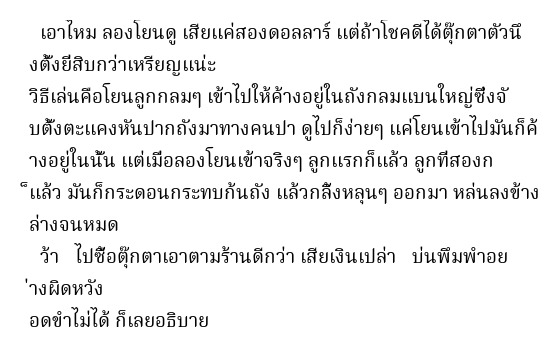 เอาไหม ลองโยนดู เสียแค่สองดอลลาร์ แต่ถ้าโชคดีได้ตุ๊กตาตัวนึ
งตั้งยี่สิบกว่าเหรียญแน่ะ
วิธีเล่นคือโยนลูกกลมๆ เข้าไปให้ค้างอยู่ในถังกลมแบนใหญ่ซึ่งจั
บตั้งตะแคงหันปากถังมาทางคนปา ดูไปก็ง่ายๆ แค่โยนเข้าไปมันก็ค้
างอยู่ในนั้น แต่เมื่อลองโยนเข้าจริงๆ ลูกแรกก็แล้ว ลูกที่สองก
็แล้ว มันก็กระดอนกระทบก้นถัง แล้วกลิ้งหลุนๆ ออกมา หล่นลงข้าง
ล่างจนหมด
ว้า ไปซื้อตุ๊กตาเอาตามร้านดีกว่า เสียเงินเปล่า บ่นพึมพำอย
่างผิดหวัง
อดขำไม่ได้ ก็เลยอธิบาย